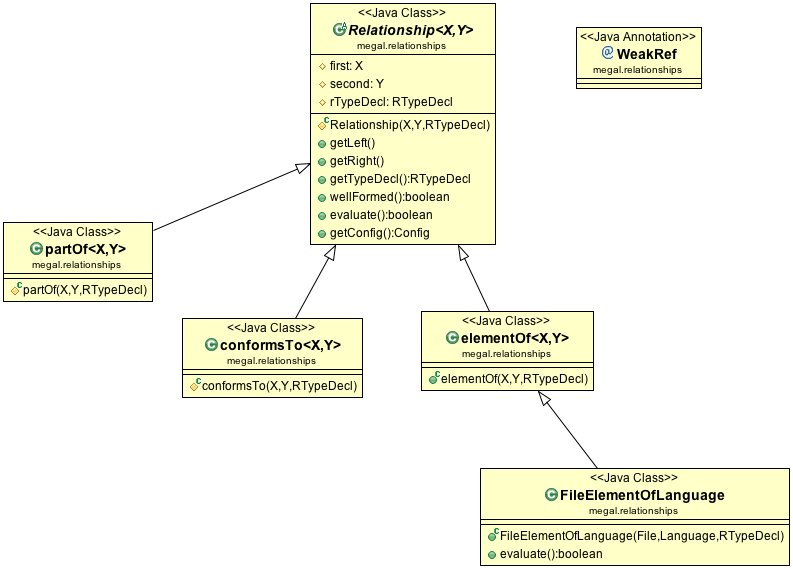 <<Java Class>>
Relationship<X,Y>
megal.relationships
first: X
second: Y
rTypeDecl: RTypeDecl
Relationship(X,Y,RTypeDecl)
getLeft()
getRight()
getTypeDecl():RTypeDecl
wellFormed():boolean
evaluate():boolean
getConfig():Config
<<Java Annotation>>
WeakRef
megal.relationships
<<Java Class>>
partOf<X,Y>
megal.relationships
partOf(X,Y,RTypeDecl)
<<Java Class>>
conformsTo<X,Y>
megal.relationships
conformsTo(X,Y,RTypeDecl)
<<Java Class>>
elementOf<X,Y>
megal.relationships
elementOf(X,Y,RTypeDecl)
<<Java Class>>
FileElementOfLanguage
megal.relationships
FileElementOfLanguage(File,Language,RTypeDecl)
evaluate():boolean